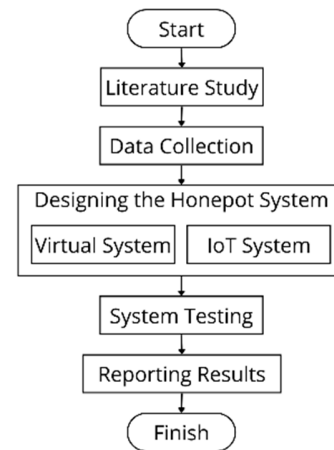 Start
Literature Study
Data Collection
Designing the Honepot System
Virtual System
IoT System
System Testing
Reporting Results
Finish